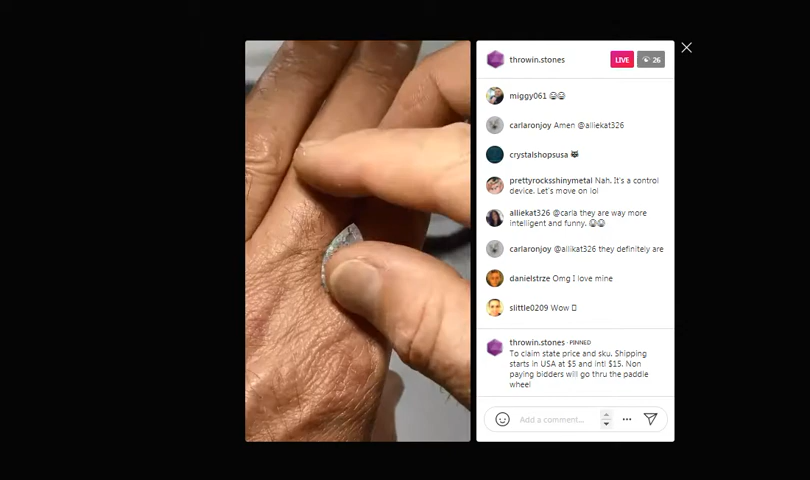 throwin.stones
LIVE
26
miggy061
carlaronjoy Amen @alliekat326
crystalshopsusa
prettyrocksshinymetal Nah. It's a control
device. Let's move on lol
alliekat326 @carla they are way more
intelligent and funny.
carlaronjoy @allikat326 they definitely are
danielstrze Omg I love mine
slittle0209 Wow
throwin.stones • PINNED
To claim state price and sku. Shipping
starts in USA at $5 and intl $15. Non
paying bidders will go thru the paddle
wheel
Add a comment...